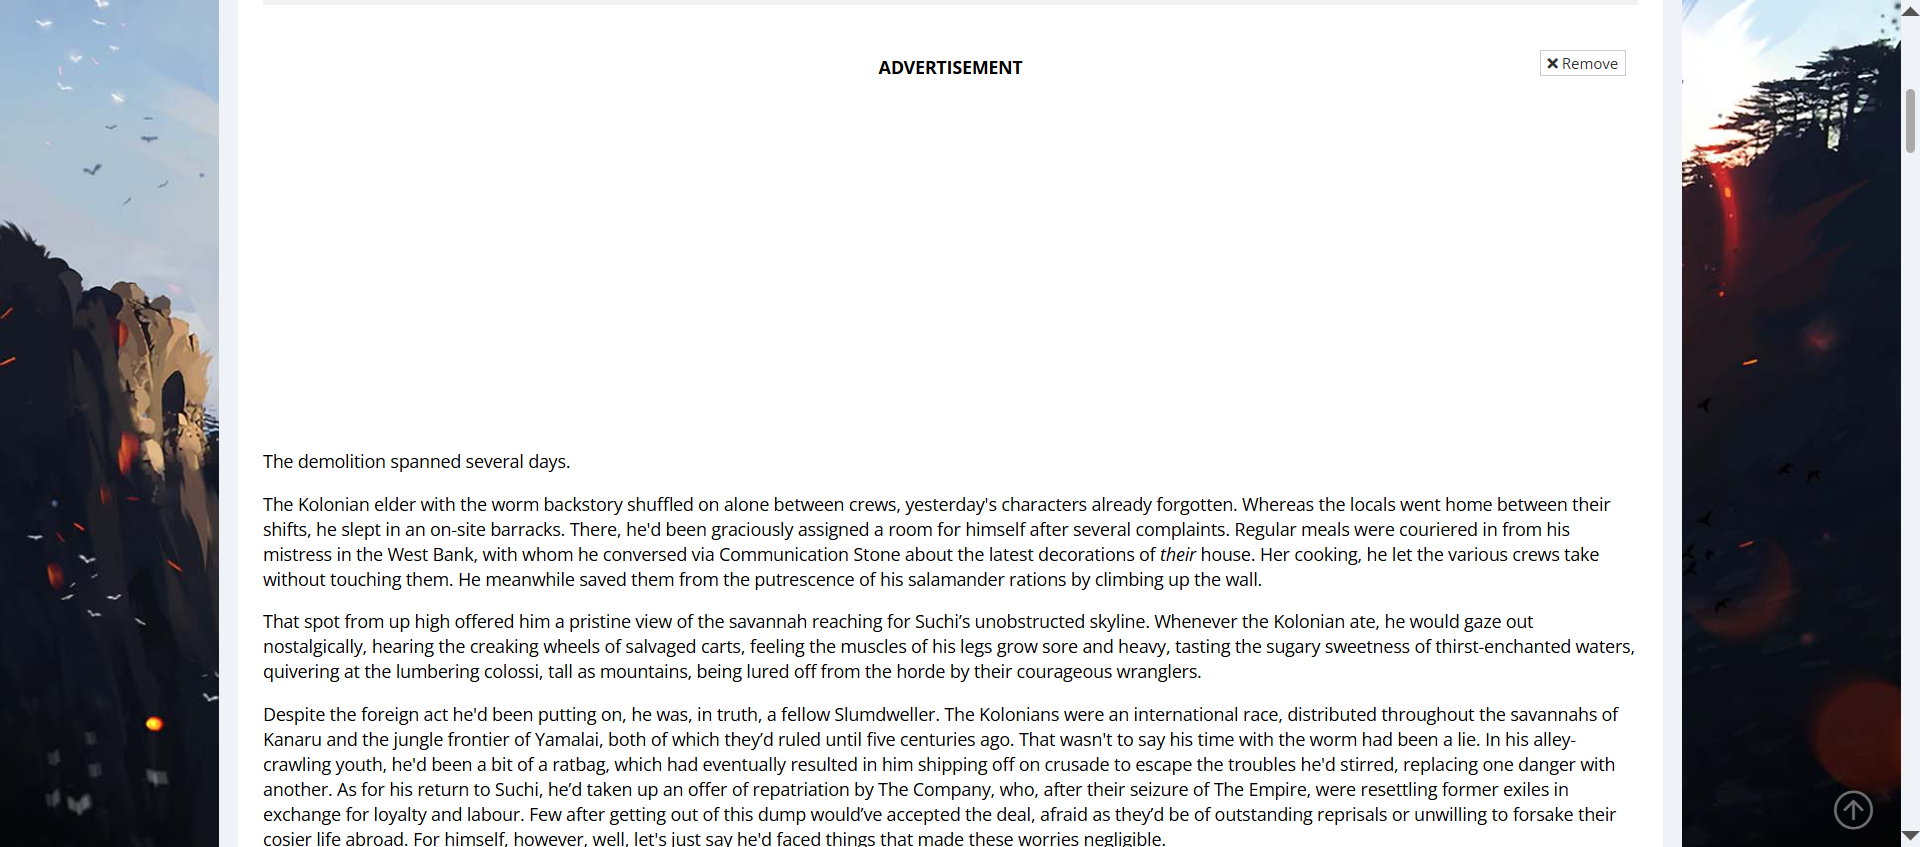 ADVERTISEMENT
✖ Remove
The demolition spanned several days.
The Kolonian elder with the worm backstory shuffled on alone between crews, yesterday's characters already forgotten. Whereas the locals went home between their
shifts, he slept in an on-site barracks. There, he'd been graciously assigned a room for himself after several complaints. Regular meals were couriered in from his
mistress in the West Bank, with whom he conversed via Communication Stone about the latest decorations of their house. Her cooking, he let the various crews take
without touching them. He meanwhile saved them from the putrescence of his salamander rations by climbing up the wall.
That spot from up high offered him a pristine view of the savannah reaching for Suchi’s unobstructed skyline. Whenever the Kolonian ate, he would gaze out
nostalgically, hearing the creaking wheels of salvaged carts, feeling the muscles of his legs grow sore and heavy, tasting the sugary sweetness of thirst-enchanted waters,
quivering at the lumbering colossi, tall as mountains, being lured off from the horde by their courageous wranglers.
Despite the foreign act he'd been putting on, he was, in truth, a fellow Slumdweller. The Kolonians were an international race, distributed throughout the savannahs of
Kanaru and the jungle frontier of Yamalai, both of which they’d ruled until five centuries ago. That wasn't to say his time with the worm had been a lie. In his alley-
crawling youth, he'd been a bit of a ratbag, which had eventually resulted in him shipping off on crusade to escape the troubles he'd stirred, replacing one danger with
another. As for his return to Suchi, he’d taken up an offer of repatriation by The Company, who, after their seizure of The Empire, were resettling former exiles in
exchange for loyalty and labour. Few after getting out of this dump would’ve accepted the deal, afraid as they’d be of outstanding reprisals or unwilling to forsake their
cosier life abroad. For himself, however, well, let's just say he'd faced things that made these worries negligible.